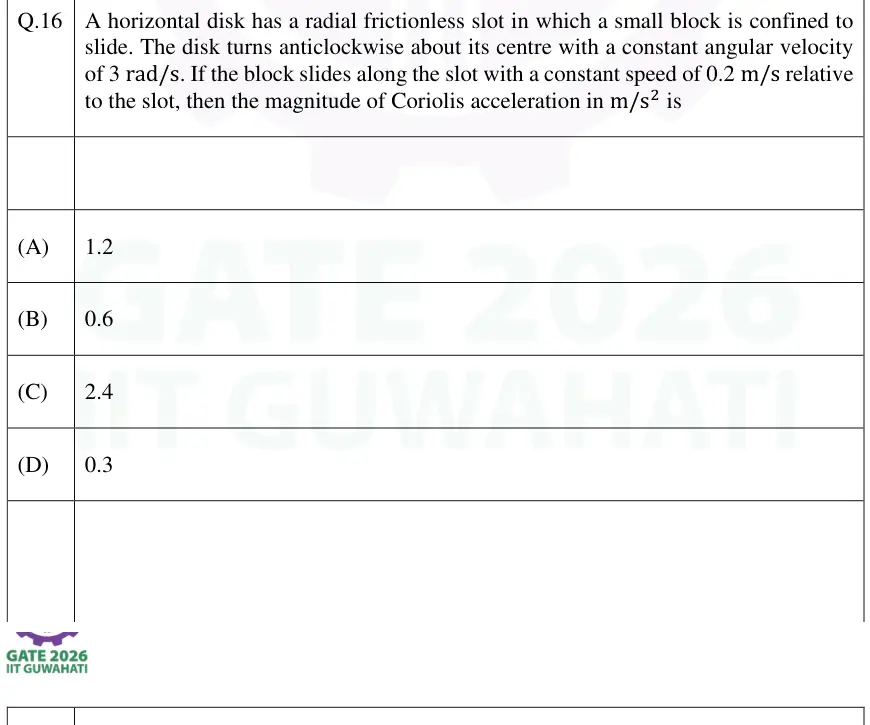 Q.16 A horizontal disk has a radial frictionless slot in which a small block is confined to
slide. The disk turns anticlockwise about its centre with a constant angular velocity
of 3 rad/s. If the block slides along the slot with a constant speed of 0.2 m/s relative
to the slot, then the magnitude of Coriolis acceleration in m/s² is
(A) 1.2
(B) 0.6
(C) 2.4
(D) 0.3
GATE 2026
IIT GUWAHATI
GATE 2026
IIT GUWAHATI